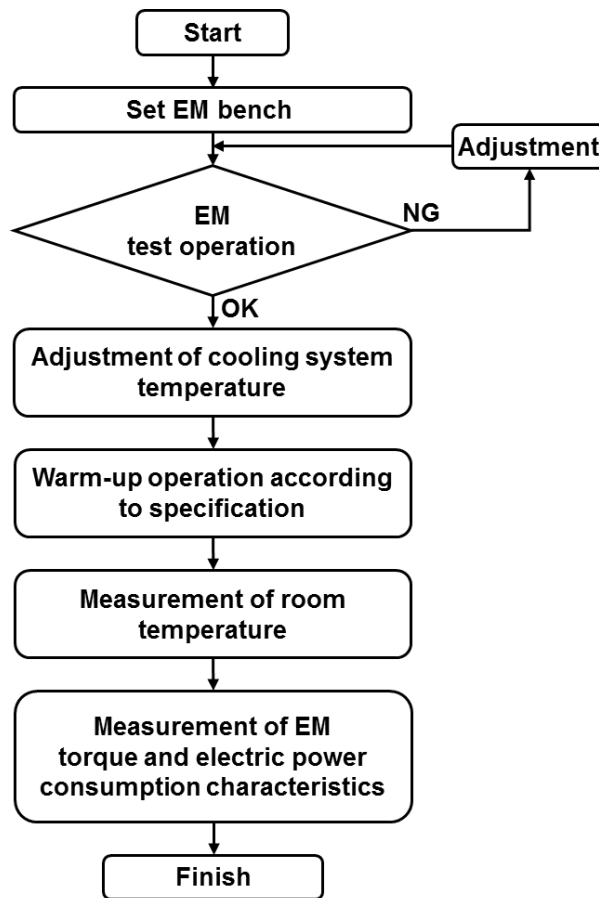 Start
Set EM bench
Adjustment
EM
test operation
NG
OK
Adjustment of cooling system
temperature
Warm-up operation according
to specification
Measurement of room
temperature
Measurement of EM
torque and electric power
consumption characteristics
Finish